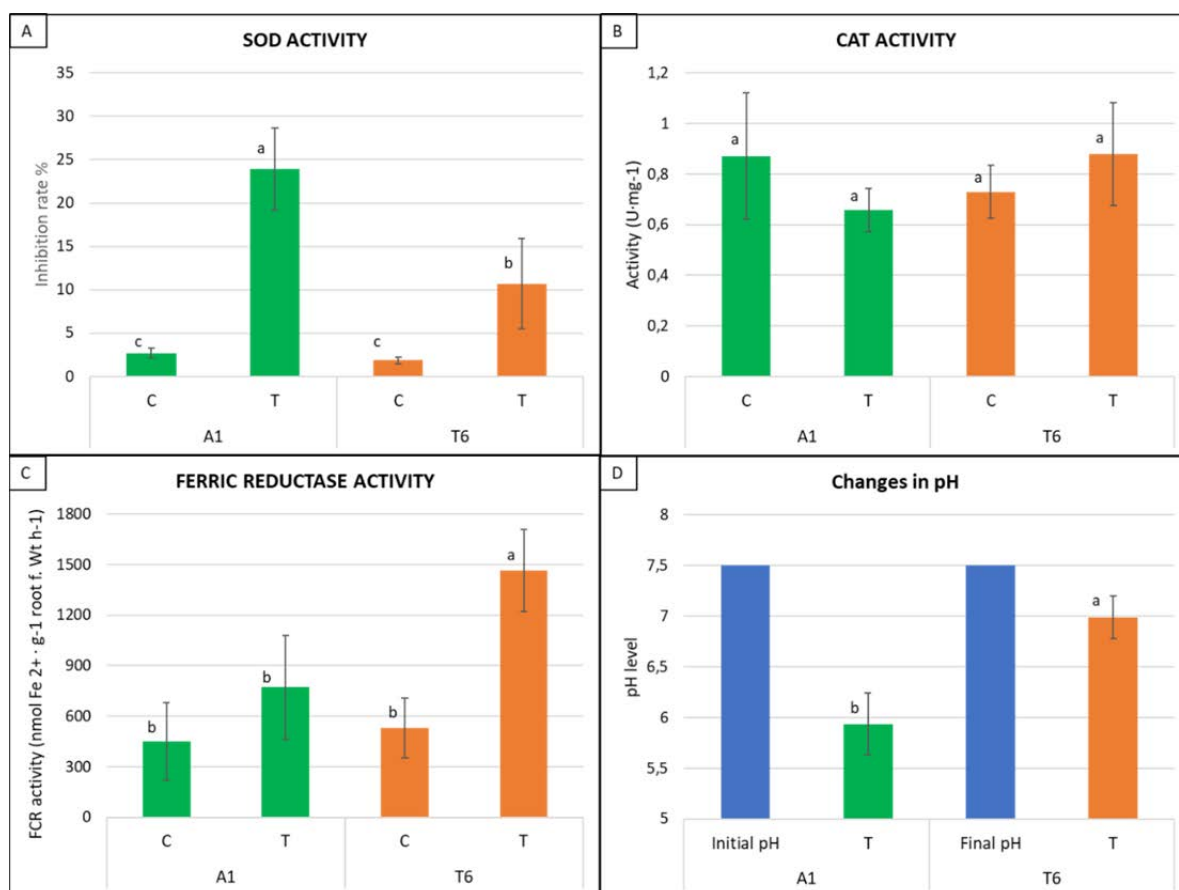 A
SOD ACTIVITY
Inhibition rate %
35
30
25
20
15
10
5
0
c
a
c
b
C
T
C
T
A1
T6
B
CAT ACTIVITY
Activity (U·mg-1)
1,2
1
0,8
0,6
0,4
0,2
0
a
a
a
a
C
T
C
T
A1
T6
C
FERRIC REDUCTASE ACTIVITY
FCR activity (nmol Fe 2+ · g-1 root f. Wt h-1)
1800
1500
1200
900
600
300
0
b
b
b
a
C
T
C
T
A1
T6
D
Changes in pH
pH level
8
7,5
7
6,5
6
5,5
5
b
a
Initial pH
T
Final pH
T
A1
T6